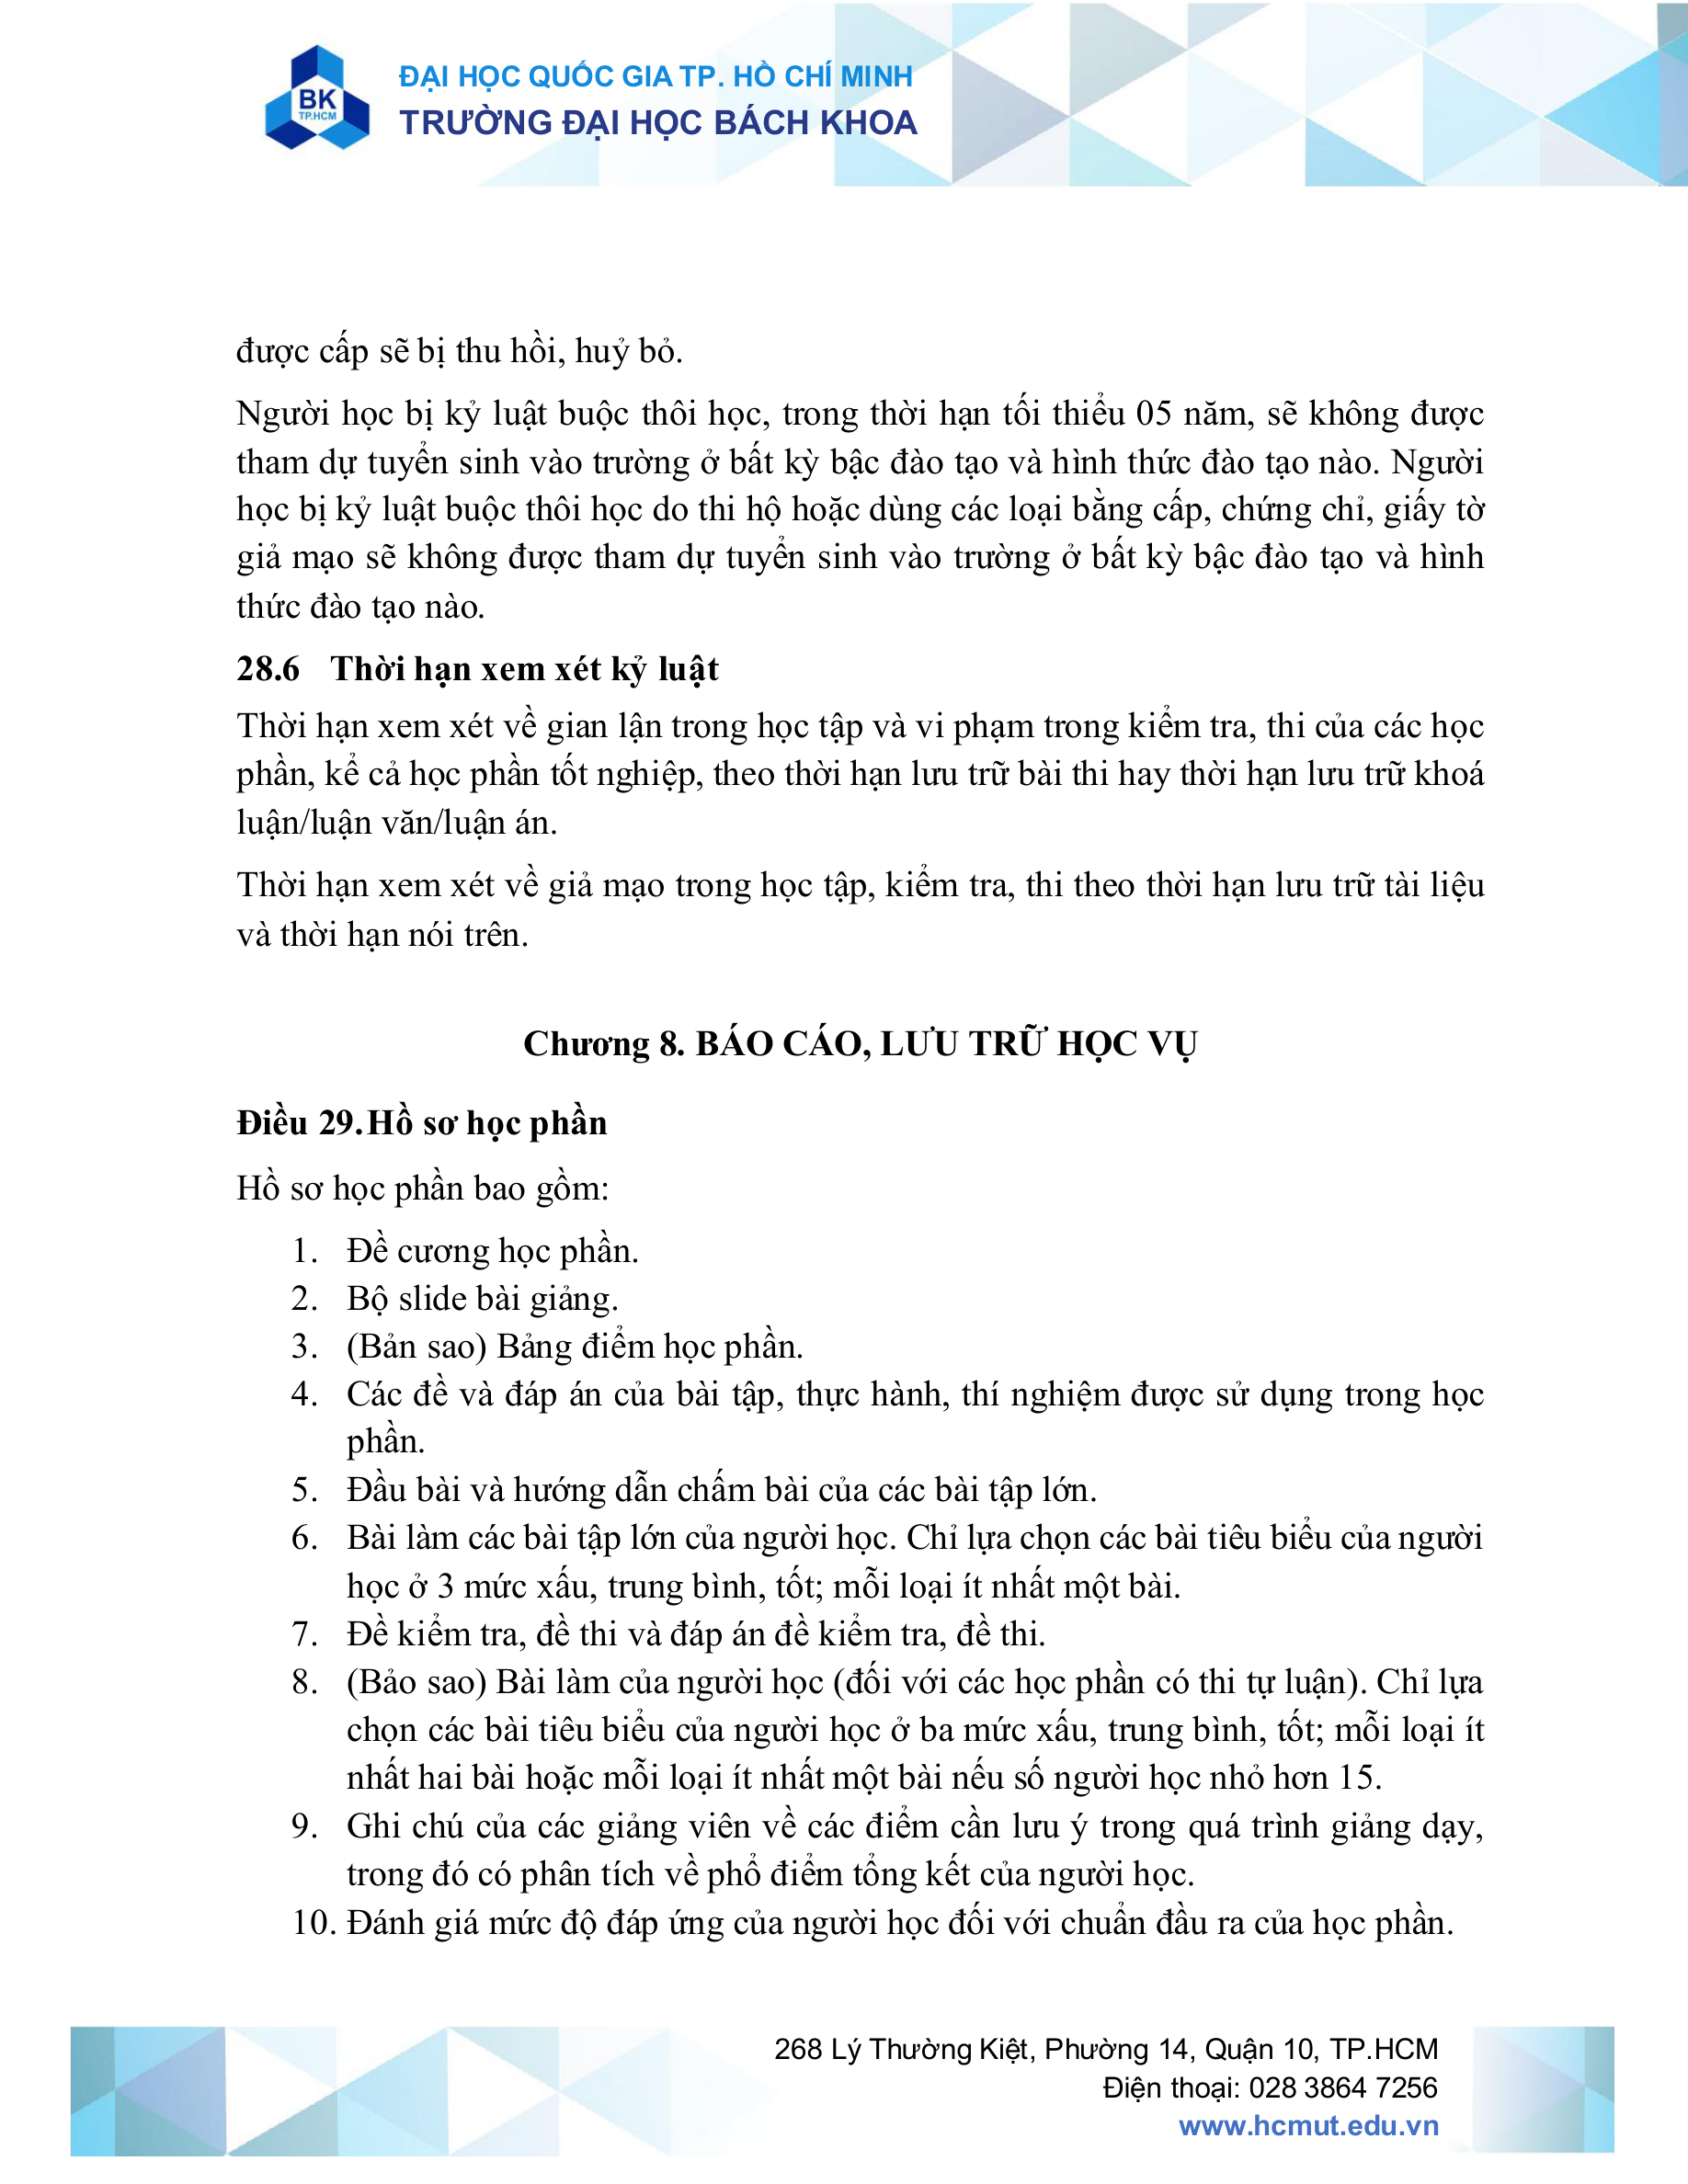 BK
TP.HCM
ĐẠI HỌC QUỐC GIA TP. HỒ CHÍ MINH
TRƯỜNG ĐẠI HỌC BÁCH KHOA
được cấp sẽ bị thu hồi, huỷ bỏ.
Người học bị kỷ luật buộc thôi học, trong thời hạn tối thiểu 05 năm, sẽ không được
tham dự tuyển sinh vào trường ở bất kỳ bậc đào tạo và hình thức đào tạo nào. Người
học bị kỷ luật buộc thôi học do thi hộ hoặc dùng các loại bằng cấp, chứng chỉ, giấy tờ
giả mạo sẽ không được tham dự tuyển sinh vào trường ở bất kỳ bậc đào tạo và hình
thức đào tạo nào.
28.6 Thời hạn xem xét kỷ luật
Thời hạn xem xét về gian lận trong học tập và vi phạm trong kiểm tra, thi của các học
phần, kể cả học phần tốt nghiệp, theo thời hạn lưu trữ bài thi hay thời hạn lưu trữ khoá
luận/luận văn/luận án.
Thời hạn xem xét về giả mạo trong học tập, kiểm tra, thi theo thời hạn lưu trữ tài liệu
và thời hạn nói trên.
Chương 8. BÁO CÁO, LƯU TRỮ HỌC VỤ
Điều 29. Hồ sơ học phần
Hồ sơ học phần bao gồm:
1. Đề cương học phần.
2. Bộ slide bài giảng.
3. (Bản sao) Bảng điểm học phần.
4. Các đề và đáp án của bài tập, thực hành, thí nghiệm được sử dụng trong học
phần.
5. Đầu bài và hướng dẫn chấm bài của các bài tập lớn.
6. Bài làm các bài tập lớn của người học. Chỉ lựa chọn các bài tiêu biểu của người
học ở 3 mức xấu, trung bình, tốt; mỗi loại ít nhất một bài.
7. Đề kiểm tra, đề thi và đáp án đề kiểm tra, đề thi.
8. (Bảo sao) Bài làm của người học (đối với các học phần có thi tự luận). Chỉ lựa
chọn các bài tiêu biểu của người học ở ba mức xấu, trung bình, tốt; mỗi loại ít
nhất hai bài hoặc mỗi loại ít nhất một bài nếu số người học nhỏ hơn 15.
9. Ghi chú của các giảng viên về các điểm cần lưu ý trong quá trình giảng dạy,
trong đó có phân tích về phổ điểm tổng kết của người học.
10. Đánh giá mức độ đáp ứng của người học đối với chuẩn đầu ra của học phần.
268 Lý Thường Kiệt, Phường 14, Quận 10, TP.HCM
Điện thoại: 028 3864 7256
www.hcmut.edu.vn